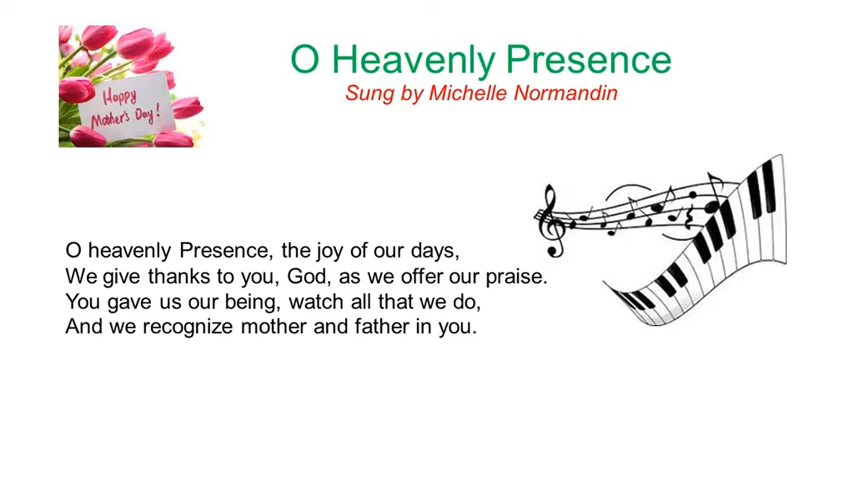 Happy
Mother's Day!
O Heavenly Presence
Sung by Michelle Normandin
O heavenly Presence, the joy of our days,
We give thanks to you, God, as we offer our praise.
You gave us our being, watch all that we do,
And we recognize mother and father in you.